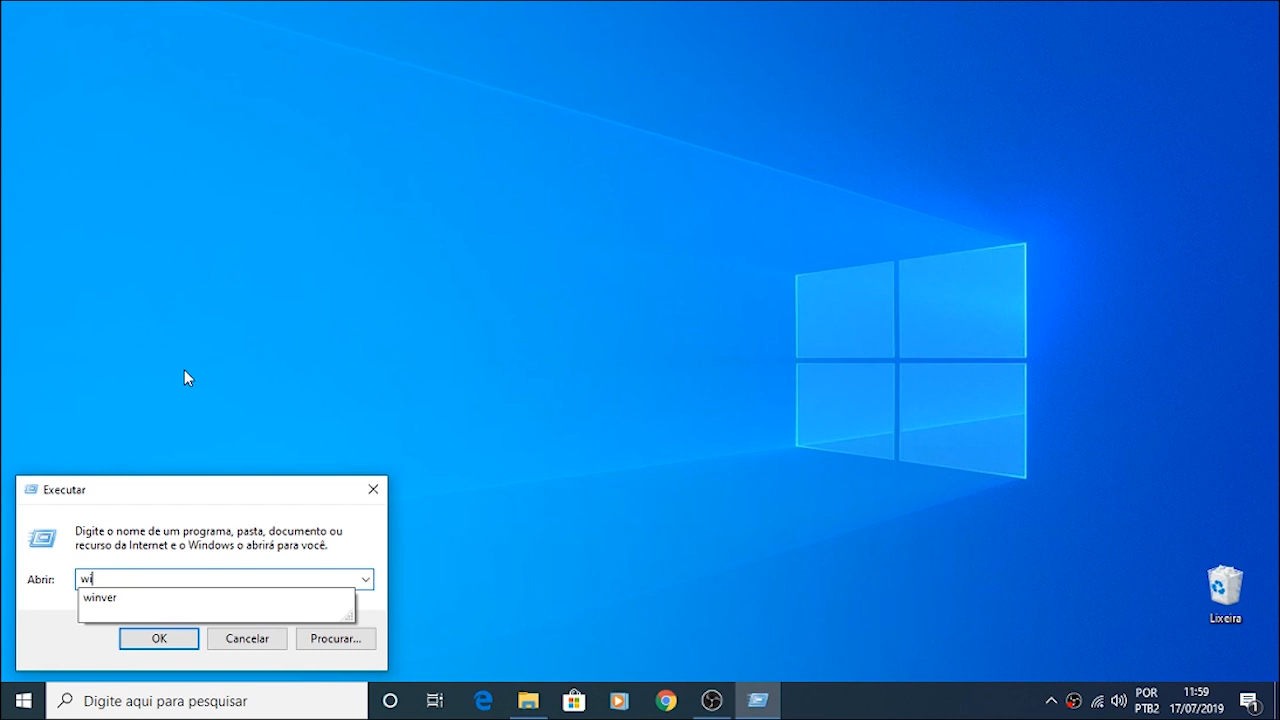 Executar
Digite o nome de um programa, pasta, documento ou
recurso da Internet e o Windows o abrirá para você.
Abrir:
wi
winver
OK
Cancelar
Procurar...
Lixeira
Digite aqui para pesquisar
POR
PTB2
11:59
17/07/2019
1